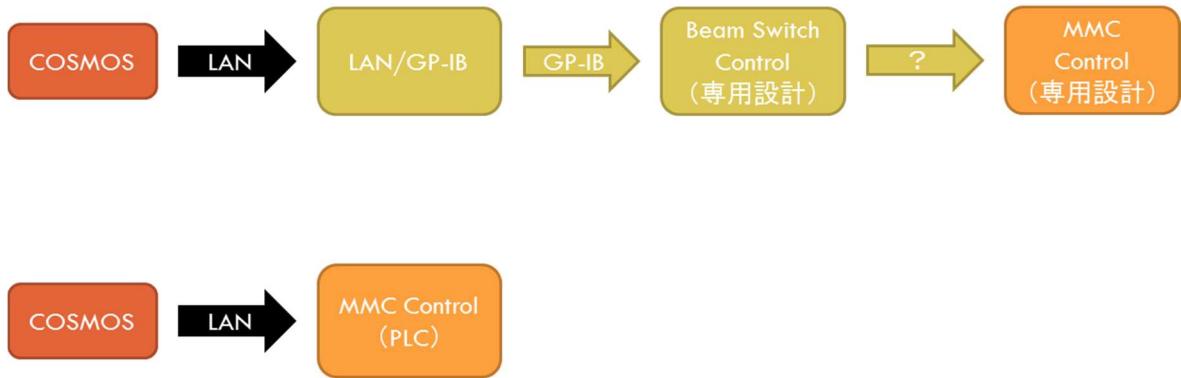 COSMOS
LAN
LAN/GP-IB
GP-IB
Beam Switch
Control
（専用設計）
?
MMC
Control
（専用設計）
COSMOS
LAN
MMC Control
（PLC）